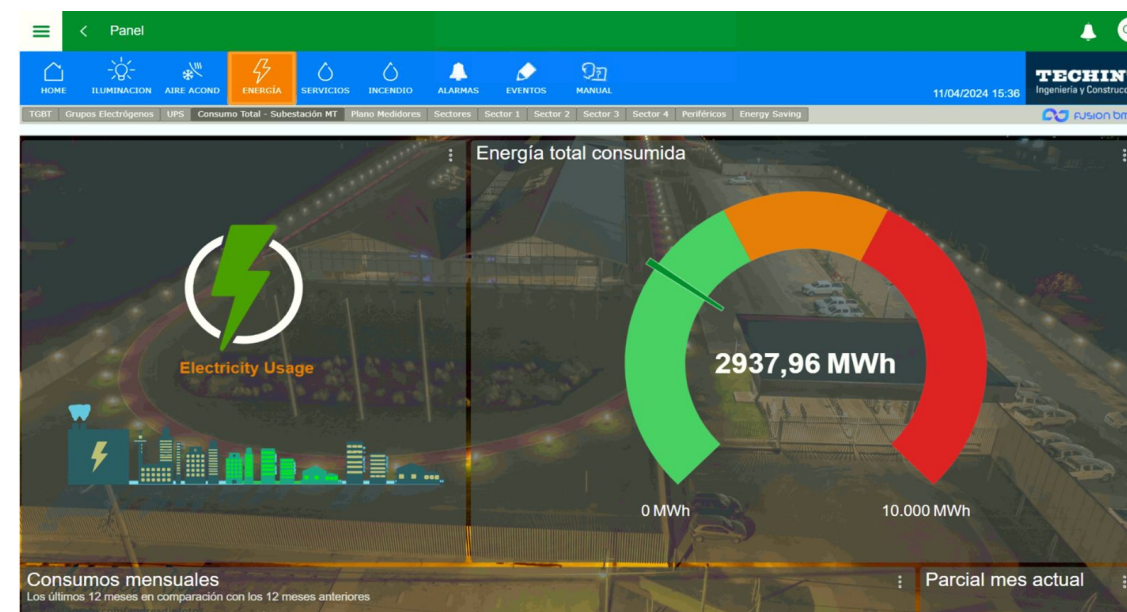 Panel
HOME ILUMINACION AIRE ACOND ENERGÍA SERVICIOS INCENDIO ALARMAS EVENTOS MANUAL
11/04/2024 15:36
TECHIN
Ingeniería y Construcc
TGBT Grupos Electrógenos UPS Consumo Total - Subestación MT Plano Medidores Sectores Sector 1 Sector 2 Sector 3 Sector 4 Periféricos Energy Saving
FUSION bm
Energía total consumida
Electricity Usage
2937,96 MWh
0 MWh
10.000 MWh
Consumos mensuales
Los últimos 12 meses en comparación con los 12 meses anteriores
Parcial mes actual